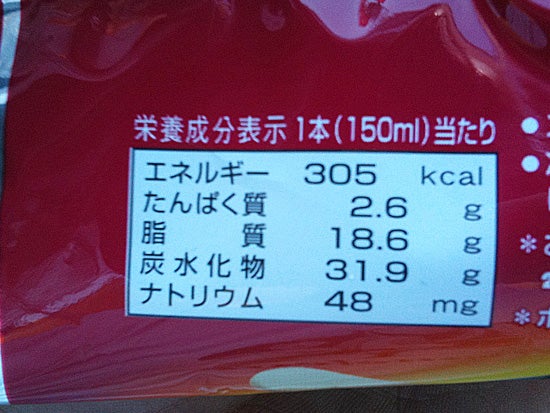 栄養成分表示 1本(150ml)当たり
エネルギー 305 kcal
たんぱく質 2.6 g
脂質 18.6 g
炭水化物 31.9 g
ナトリウム 48 mg